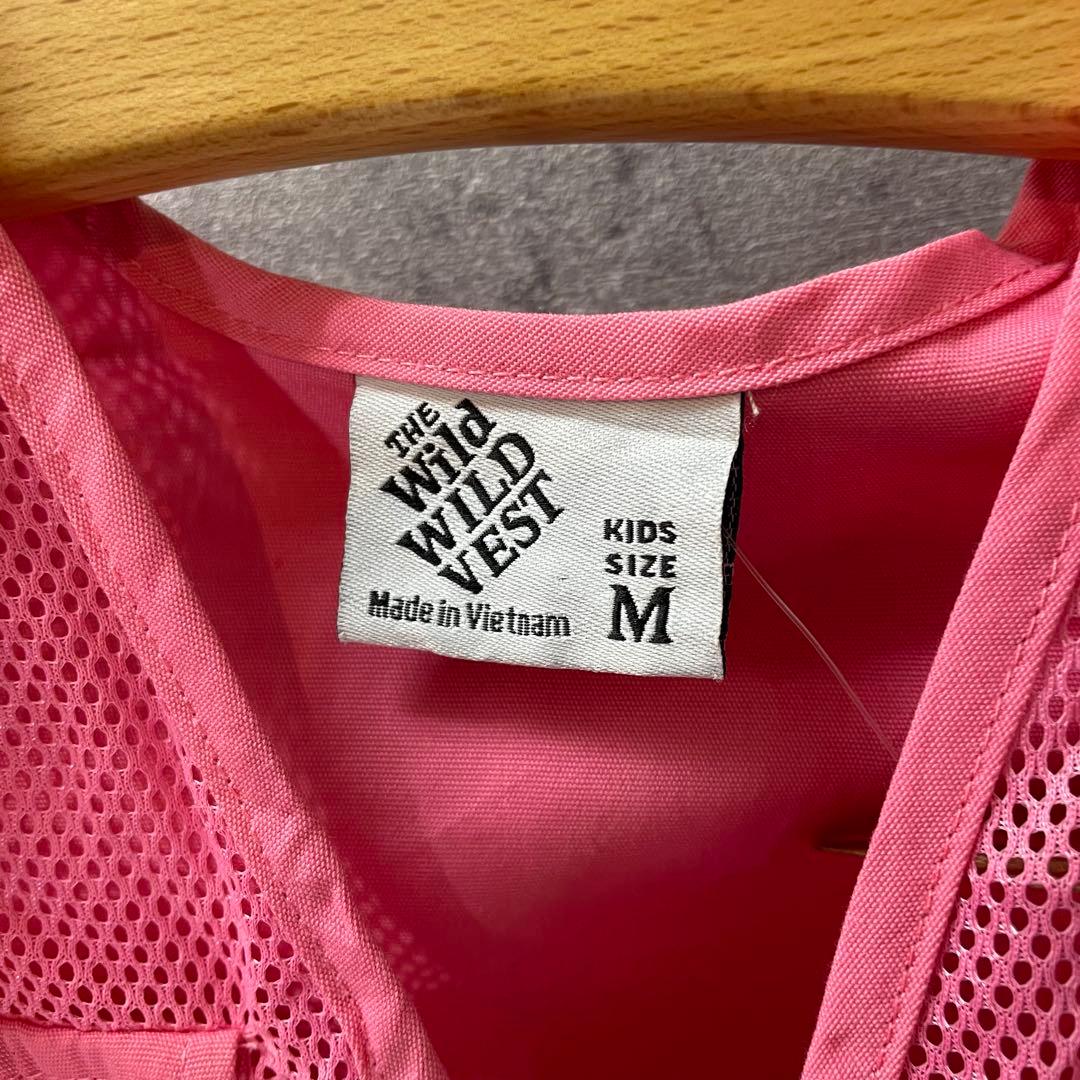 THE
Wild
WILD
VEST
KIDS
SIZE
M
Made in Vietnam